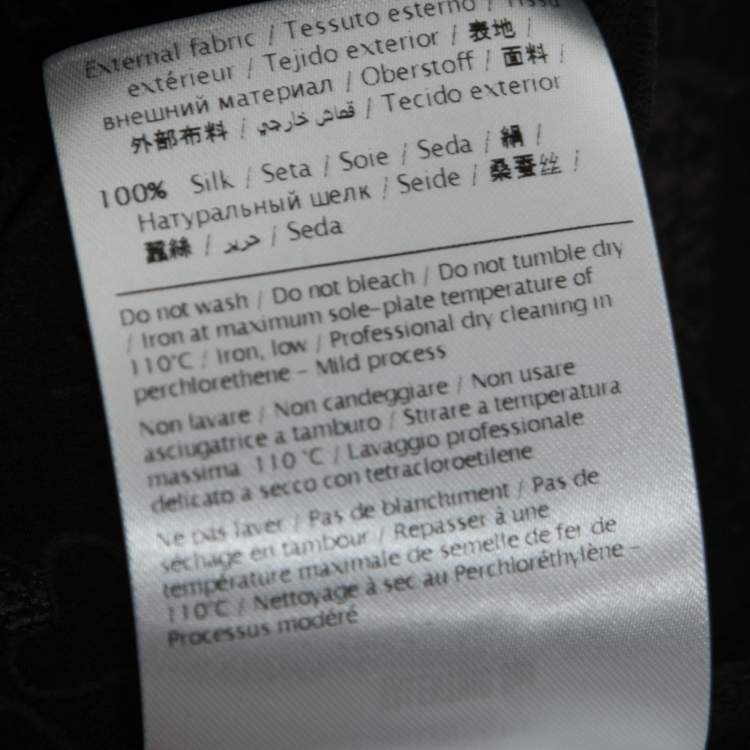 External fabric / Tessuto esterno / Tissu
extérieur / Tejido exterior / 表地 /
внешний материал / Oberstoff / 面料 /
外部布料 / قماش خارجي / Tecido exterior
100% Silk / Seta / Soie / Seda / 絹 /
Натуральный шелк / Seide / 桑蚕丝 /
蠶絲 / حرير / Seda
Do not wash / Do not bleach / Do not tumble dry
/ Iron at maximum sole-plate temperature of
110°C / Iron, low / Professional dry cleaning in
perchlorethene - Mild process
Non lavare / Non candeggiare / Non usare
asciugatrice a tamburo / Stirare a temperatura
massima 110 °C / Lavaggio professionale
delicato a secco con tetracloroetilene
Ne pas laver / Pas de blanchiment / Pas de
séchage en tambour / Repasser à une
température maximale de semelle de fer de
110°C / Nettoyage à sec au Perchloréthylène -
Processus modéré